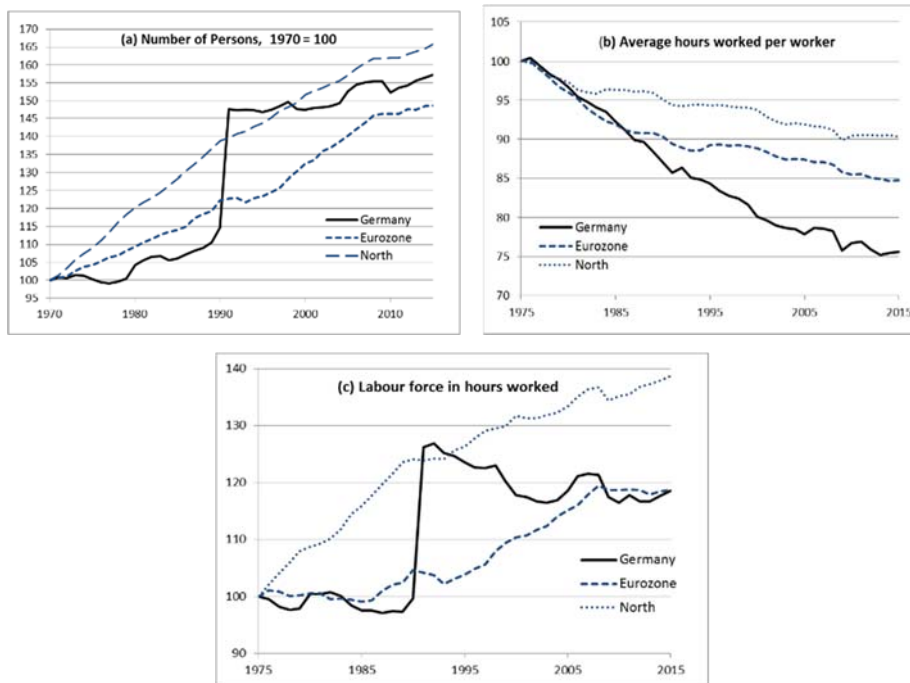 (a) Number of Persons, 1970 = 100
170
165
160
155
150
145
140
135
130
125
120
115
110
105
100
95
Germany
Eurozone
North
1970 1980 1990 2000 2010
(b) Average hours worked per worker
105
100
95
90
85
80
75
70
Germany
Eurozone
North
1975 1985 1995 2005 2015
(c) Labour force in hours worked
140
130
120
110
100
90
Germany
Eurozone
North
1975 1985 1995 2005 2015